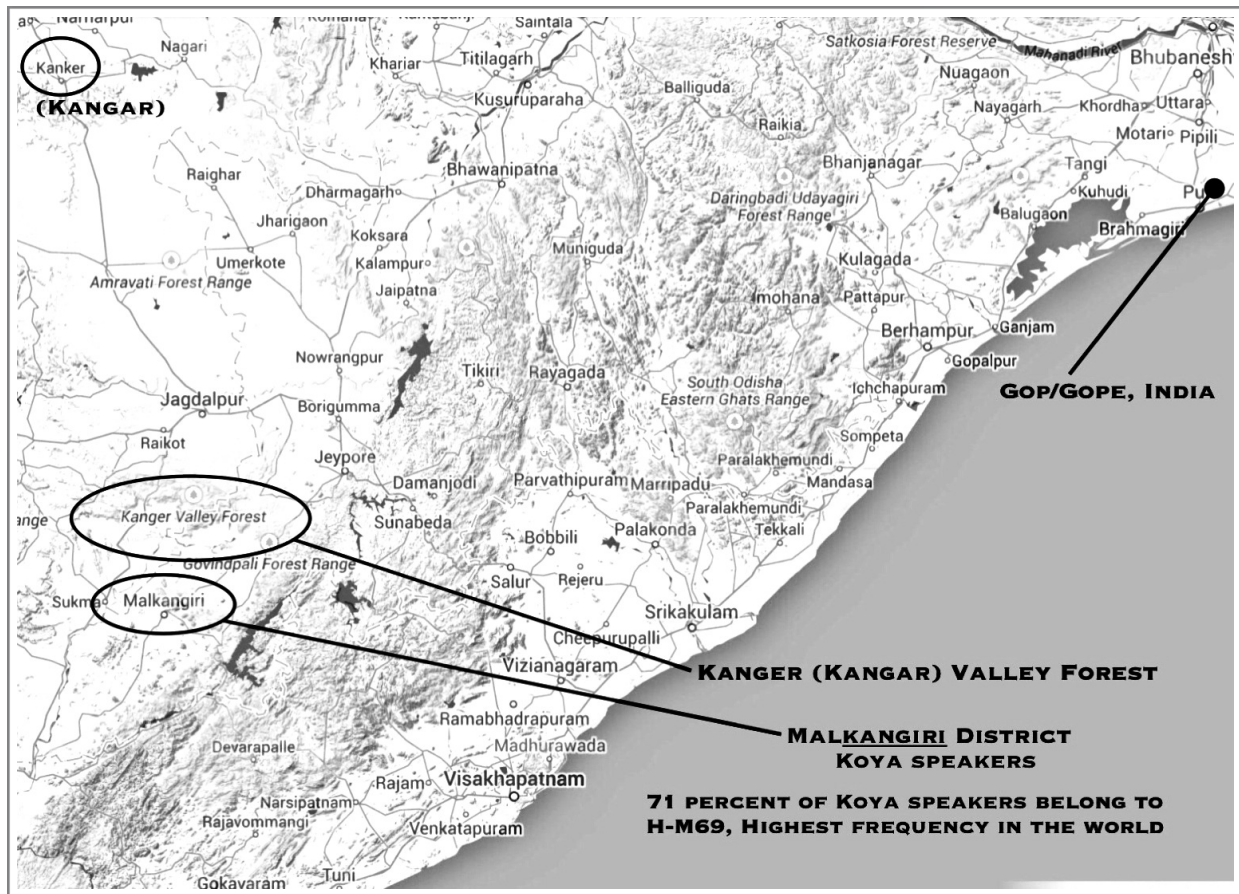 Narharpur
Nagari
Kanker
(Kangar)
Saintala
Khariar
Titilagarh
Kusuruparaha
Balliguda
Raikia
Satkosia Forest Reserve
Mahanadi River
Bhubanesh
Nuagaon
Nayagarh
Khordha
Uttara
Motari
Pipili
Raighar
Dharmagarh
Bhawanipatna
Bhanjanagar
Tangi
Kuhudi
Pu
Jharigaon
Daringbadi Udayagiri
Forest Range
Balugaon
Brahmagiri
Koksara
Muniguda
Umerkote
Kalampur
Kulagada
Amravati Forest Range
Jaipatna
Imohana
Pattapur
Ganjam
Berhampur
Gopalpur
Nowrangpur
Tikiri
Rayagada
South Odisha
Eastern Ghats Range
Ichchapuram
Gop/Gope, India
Jagdalpur
Borigumma
Raikot
Sompeta
Jeypore
Paralakhemundi
Damanjodi
Parvathipuram
Marripadu
Mandasa
Kanger Valley Forest
ange
Sunabeda
Paralakhemundi
Tekkali
Bobbili
Palakonda
Govindpali Forest Range
Salur
Rejeru
Sukma
Malkangiri
Srikakulam
Cheepurupalli
Vizianagaram
Kanger (Kangar) Valley Forest
Ramabhadrapuram
Malkangiri District
Koya speakers
Devarapalle
Madhurawada
Rajam
Visakhapatnam
Narsipatnam
71 percent of Koya speakers belong to
H-M69, Highest frequency in the world
Rajavommangi
Venkatapuram
Tuni
Gokavaram